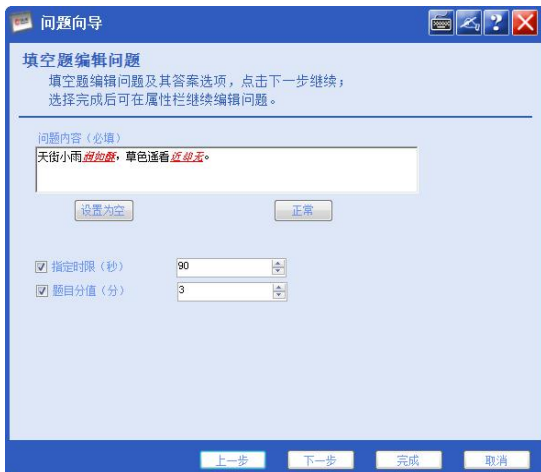 问题向导
填空题编辑问题
填空题编辑问题及其答案选项，点击下一步继续；
选择完成后可在属性栏继续编辑问题。
问题内容（必填）
天街小雨润如酥，草色遥看近却无。
设置为空 正常
指定时限（秒） 90
题目分值（分） 3
上一步 下一步 完成 取消